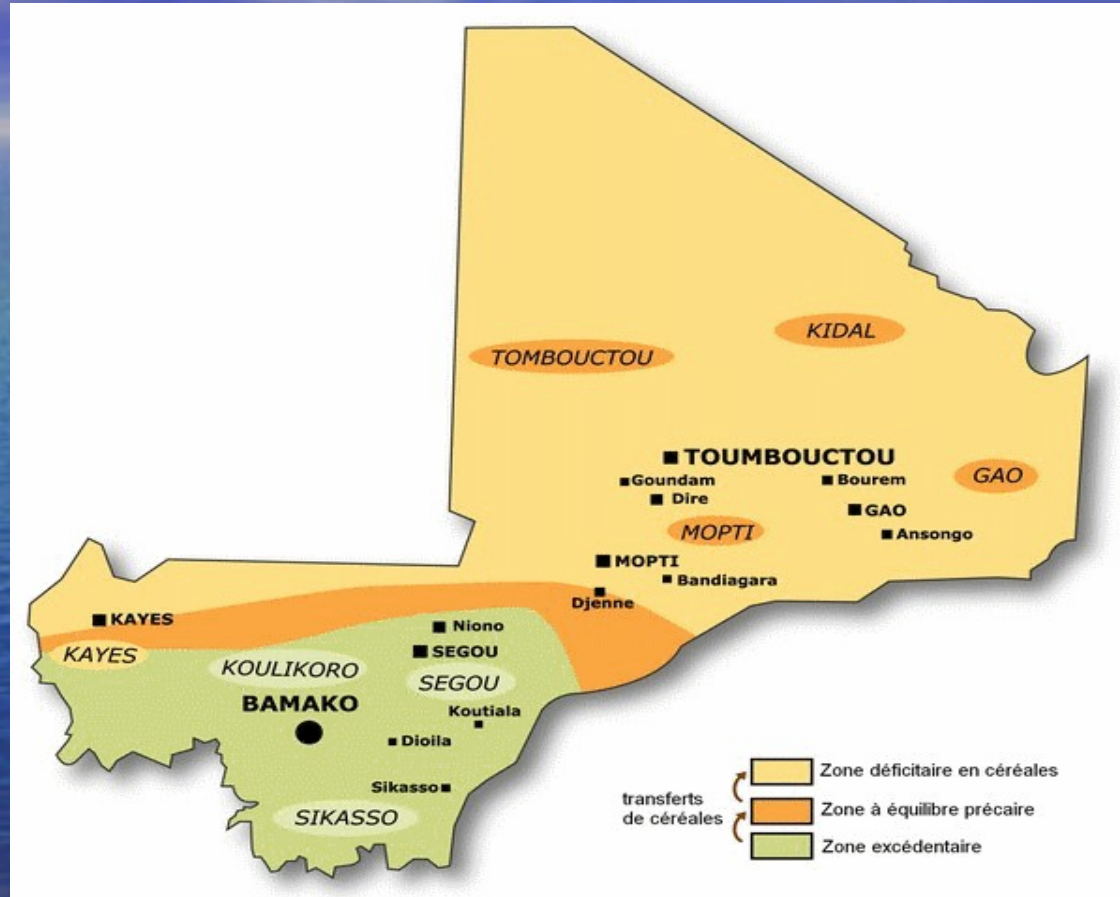 KIDAL
TOMBOUCTOU
TOUMBOUCTOU
Goundam
Bourem
GAO
Dire
GAO
MOPTI
Ansongo
MOPTI
Bandiagara
Djenne
KAYES
Niono
KAYES
SEGOU
KOULIKORO
SEGOU
BAMAKO
Koutiala
Dioila
Sikasso
SIKASSO
transferts
de céréales
Zone déficitaire en céréales
Zone à équilibre précaire
Zone excédentaire